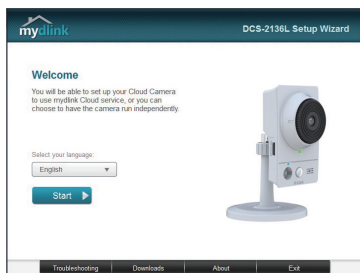 mydlink
DCS-2136L Setup Wizard
Welcome
You will be able to set up your Cloud Camera
to use mydlink Cloud service, or you can
choose to have the camera run independently.
Select your language:
English
Start
Troubleshooting
Downloads
About
Exit